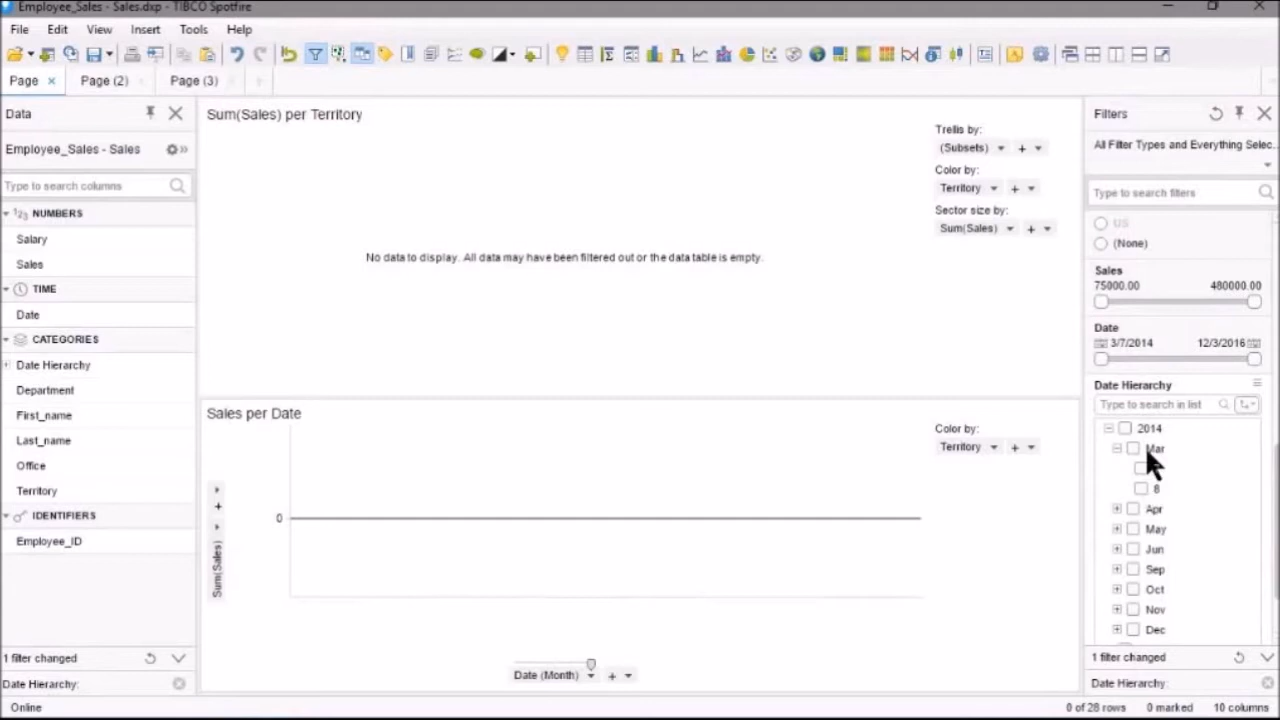 Employee_Sales - Sales.dxp - TIBCO Spotfire
File Edit View Insert Tools Help
Page Page (2) Page (3)
Data
Employee_Sales - Sales
Type to search columns
NUMBERS
Salary
Sales
TIME
Date
CATEGORIES
Date Hierarchy
Department
First_name
Last_name
Office
Territory
IDENTIFIERS
Employee_ID
1 filter changed
Date Hierarchy:
Sum(Sales) per Territory
Trellis by:
(Subsets)
Color by:
Territory
Sector size by:
Sum(Sales)
No data to display. All data may have been filtered out or the data table is empty.
Sales per Date
Color by:
Territory
0
Sum(Sales)
Date (Month)
Filters
All Filter Types and Everything Selec...
Type to search filters
US
(None)
Sales
75000.00 480000.00
Date
3/7/2014 12/3/2016
Date Hierarchy
Type to search in list
2014
Mar
8
Apr
May
Jun
Sep
Oct
Nov
Dec
1 filter changed
Date Hierarchy:
Online
0 of 28 rows 0 marked 10 columns